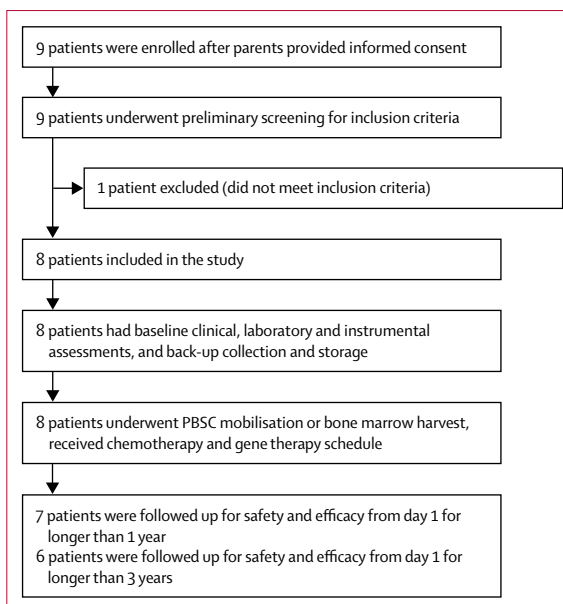 9 patients were enrolled after parents provided informed consent
9 patients underwent preliminary screening for inclusion criteria
1 patient excluded (did not meet inclusion criteria)
8 patients included in the study
8 patients had baseline clinical, laboratory and instrumental
assessments, and back-up collection and storage
8 patients underwent PBSC mobilisation or bone marrow harvest,
received chemotherapy and gene therapy schedule
7 patients were followed up for safety and efficacy from day 1 for
longer than 1 year
6 patients were followed up for safety and efficacy from day 1 for
longer than 3 years